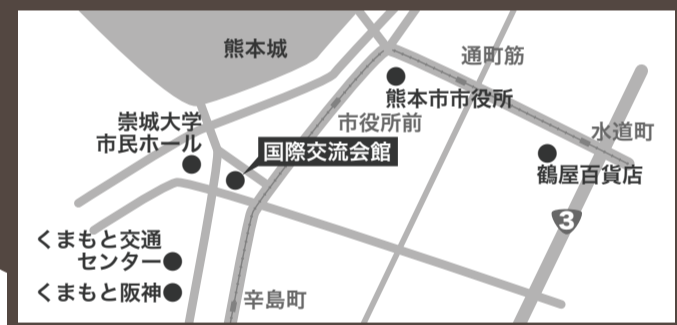 熊本城
通町筋
熊本市市役所
崇城大学
市民ホール
市役所前
水道町
国際交流会館
鶴屋百貨店
3
くまもと交通
センター
くまもと阪神
辛島町